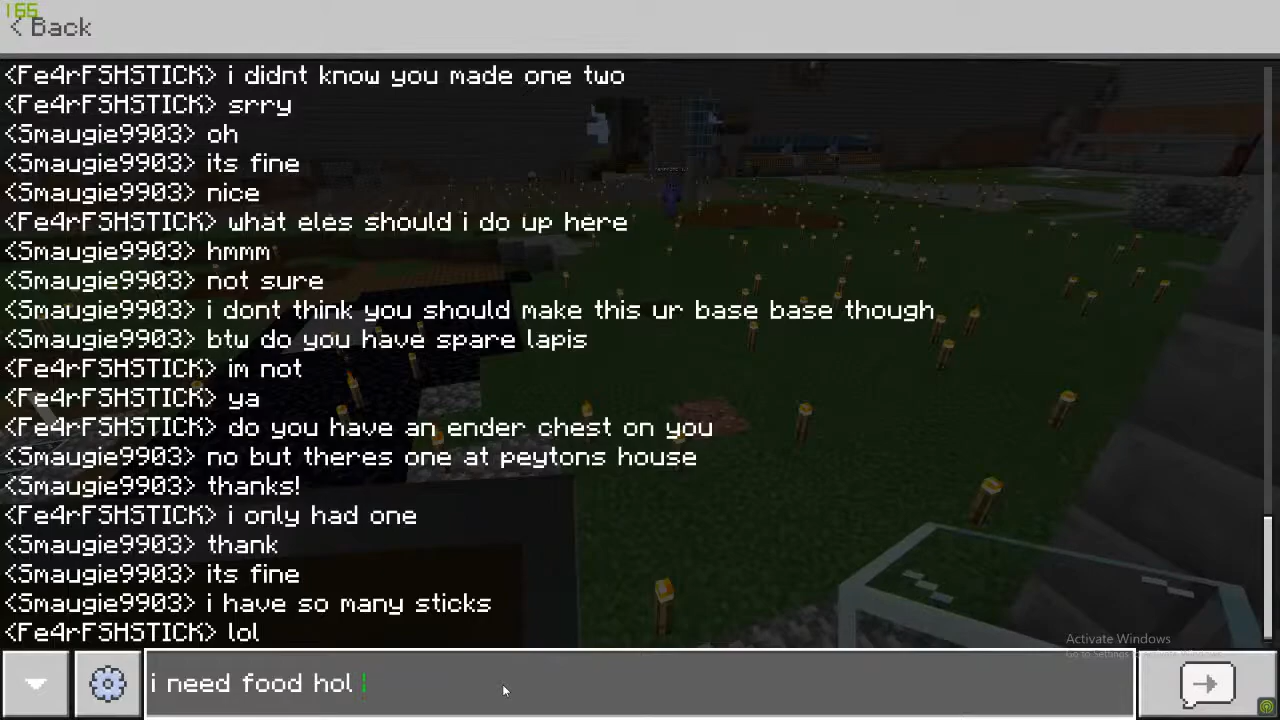 165
< Back
<Fe4rFSHSTICK> i didnt know you made one two
<Fe4rFSHSTICK> srry
<Smaugie9903> oh
<Smaugie9903> its fine
<Smaugie9903> nice
<Fe4rFSHSTICK> what eles should i do up here
<Smaugie9903> hmmm
<Smaugie9903> not sure
<Smaugie9903> i dont think you should make this ur base base though
<Smaugie9903> btw do you have spare lapis
<Fe4rFSHSTICK> im not
<Fe4rFSHSTICK> ya
<Fe4rFSHSTICK> do you have an ender chest on you
<Smaugie9903> no but theres one at peytons house
<Smaugie9903> thanks!
<Fe4rFSHSTICK> i only had one
<Smaugie9903> thank
<Smaugie9903> its fine
<Smaugie9903> i have so many sticks
<Fe4rFSHSTICK> lol
Activate Windows
Go to Settings
i need food hol